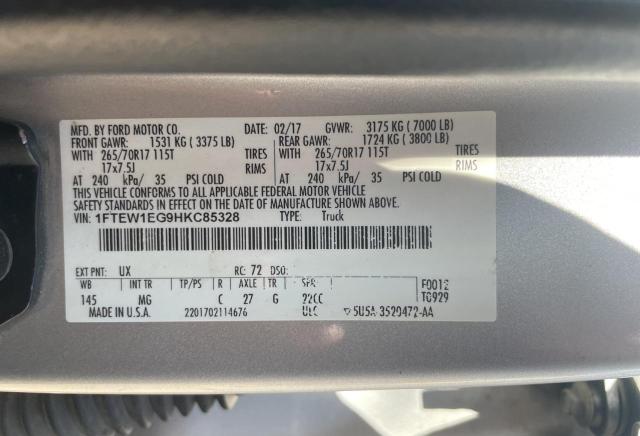 MFD. BY FORD MOTOR CO. DATE: 02/17 GVWR: 3175 KG ( 7000 LB)
FRONT GAWR: 1531 KG ( 3375 LB) REAR GAWR: 1724 KG ( 3800 LB)
WITH 265/70R17 115T TIRES WITH 265/70R17 115T TIRES
17x7.5J RIMS 17x7.5J RIMS
AT 240 kPa/ 35 PSI COLD AT 240 kPa/ 35 PSI COLD
THIS VEHICLE CONFORMS TO ALL APPLICABLE FEDERAL MOTOR VEHICLE
SAFETY STANDARDS IN EFFECT ON THE DATE OF MANUFACTURE SHOWN ABOVE.
VIN: 1FTEW1EG9HKC85328 TYPE: Truck
EXT PNT: UX RC: 72 DSO:
WB INT TR TP/PS R AXLE TR SPR F0012
145 MG C 27 G 22CC T0929
MADE IN U.S.A. 2201702114676 ULC 5U5A-3520472-AA